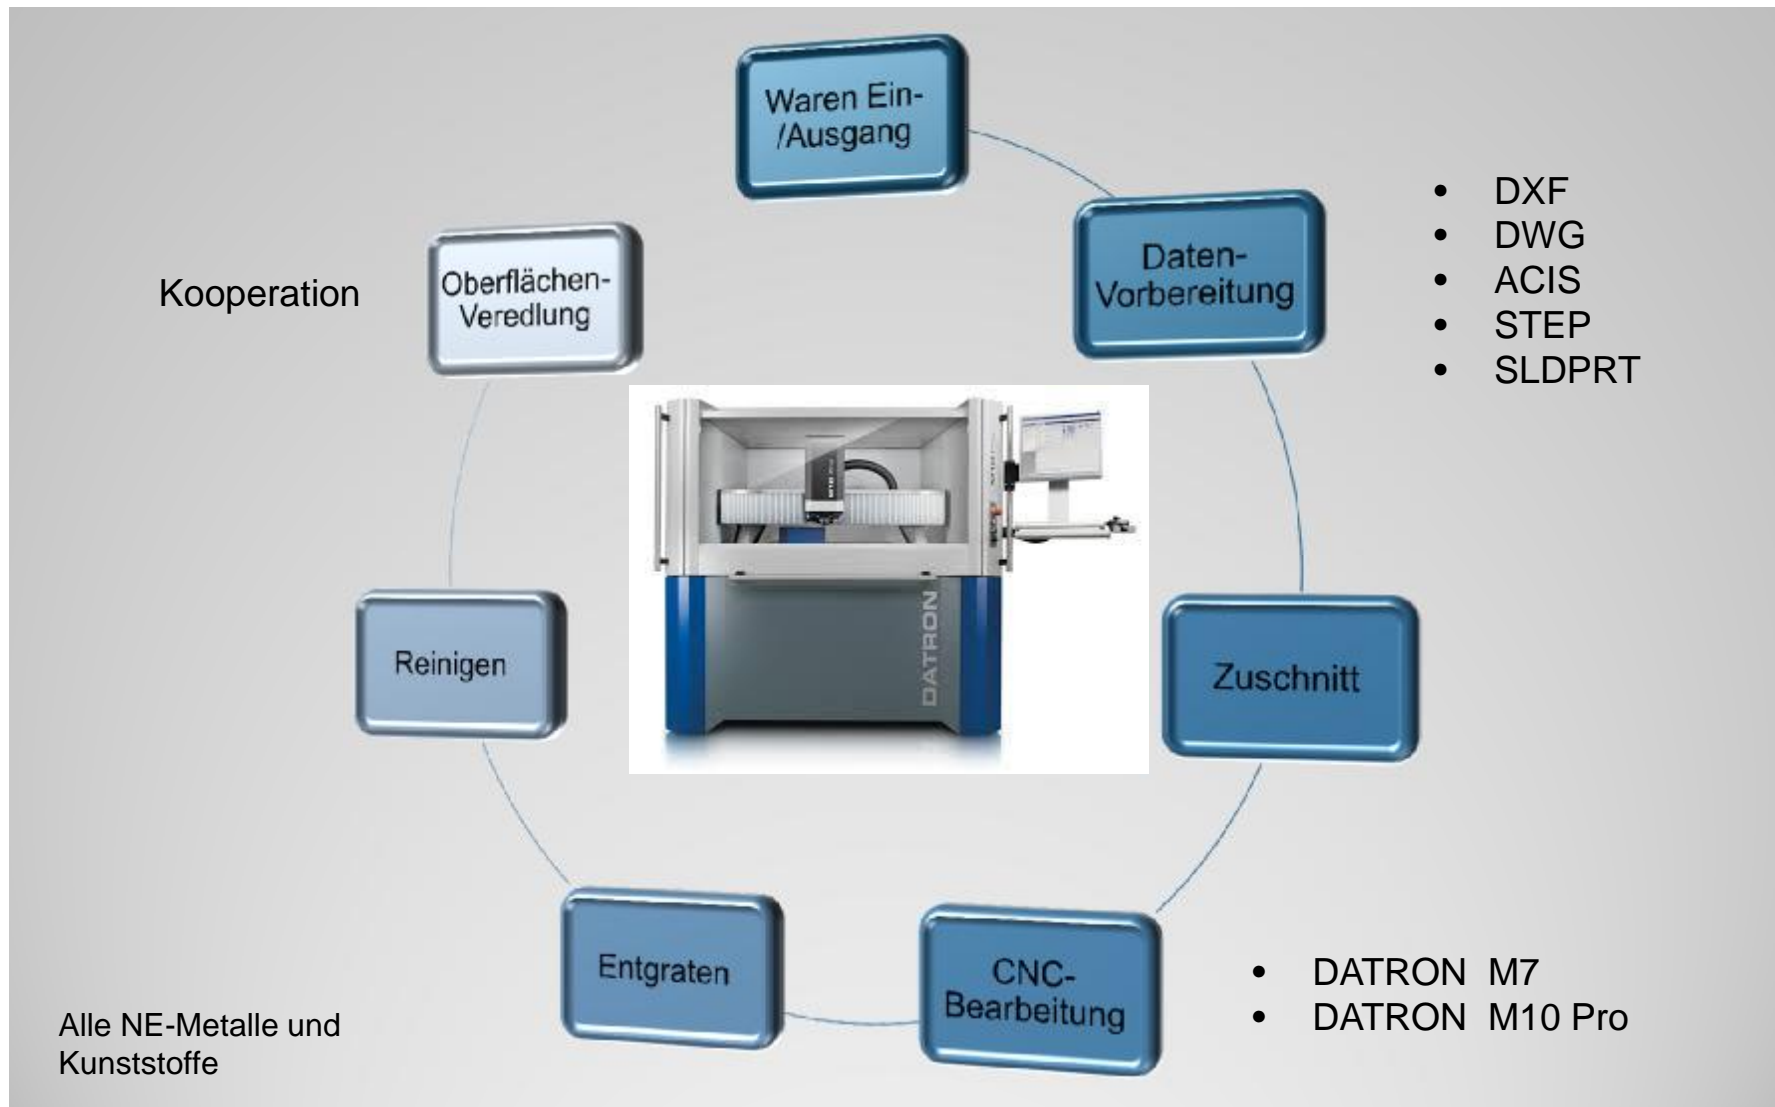 Waren Ein-
/Ausgang
Daten-
Vorbereitung
• DXF
• DWG
• ACIS
• STEP
• SLDPRT
Zuschnitt
CNC-
Bearbeitung
• DATRON M7
• DATRON M10 Pro
Entgraten
Reinigen
Oberflächen-
Veredlung
Kooperation
DATRON
Alle NE-Metalle und
Kunststoffe